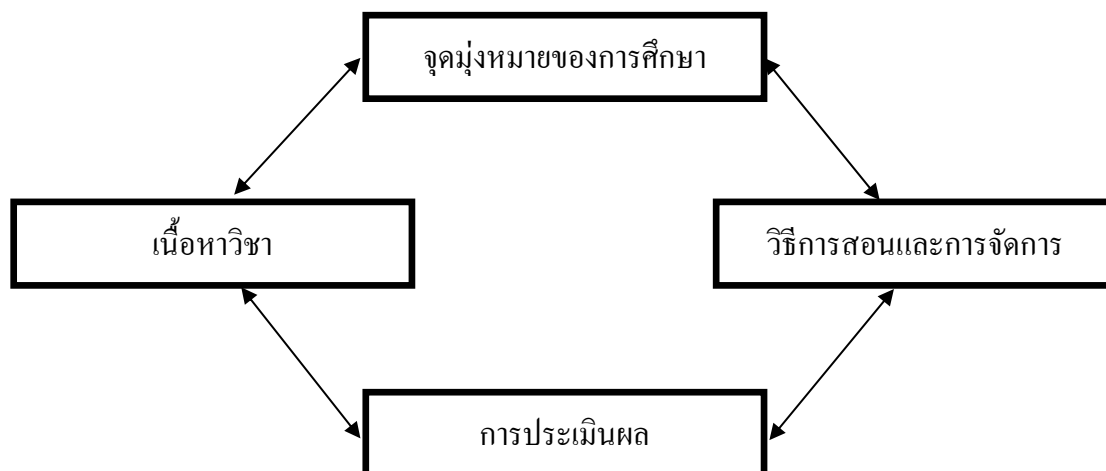 จุดมุ่งหมายของการศึกษา
เนื้อหาวิชา
วิธีการสอนและการจัดการ
การประเมินผล